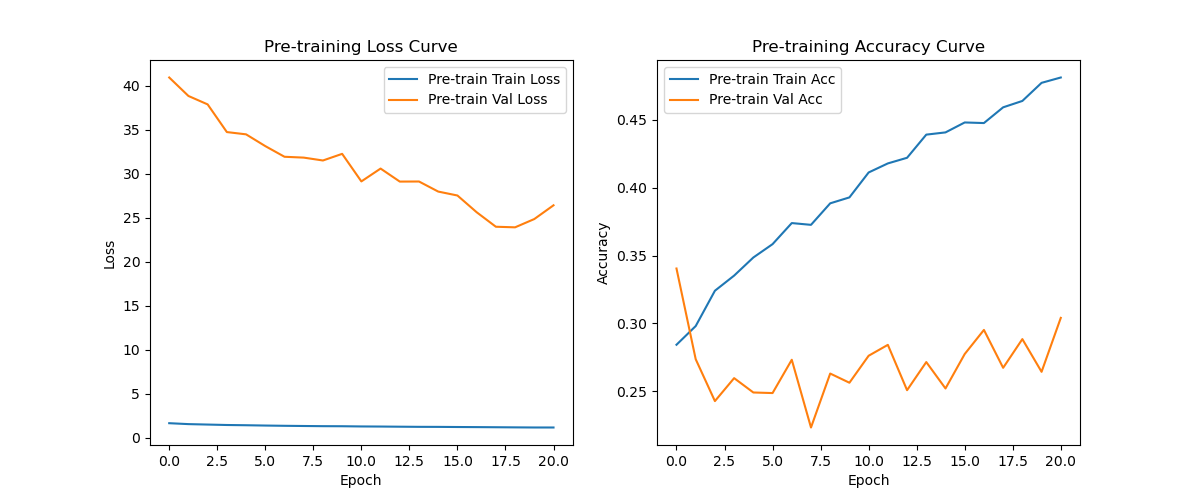 Pre-training Loss Curve
Pre-train Train Loss
Pre-train Val Loss
40
35
30
25
20
15
10
5
0
Loss
0.0 2.5 5.0 7.5 10.0 12.5 15.0 17.5 20.0
Epoch
Pre-training Accuracy Curve
Pre-train Train Acc
Pre-train Val Acc
0.45
0.40
0.35
0.30
0.25
Accuracy
0.0 2.5 5.0 7.5 10.0 12.5 15.0 17.5 20.0
Epoch